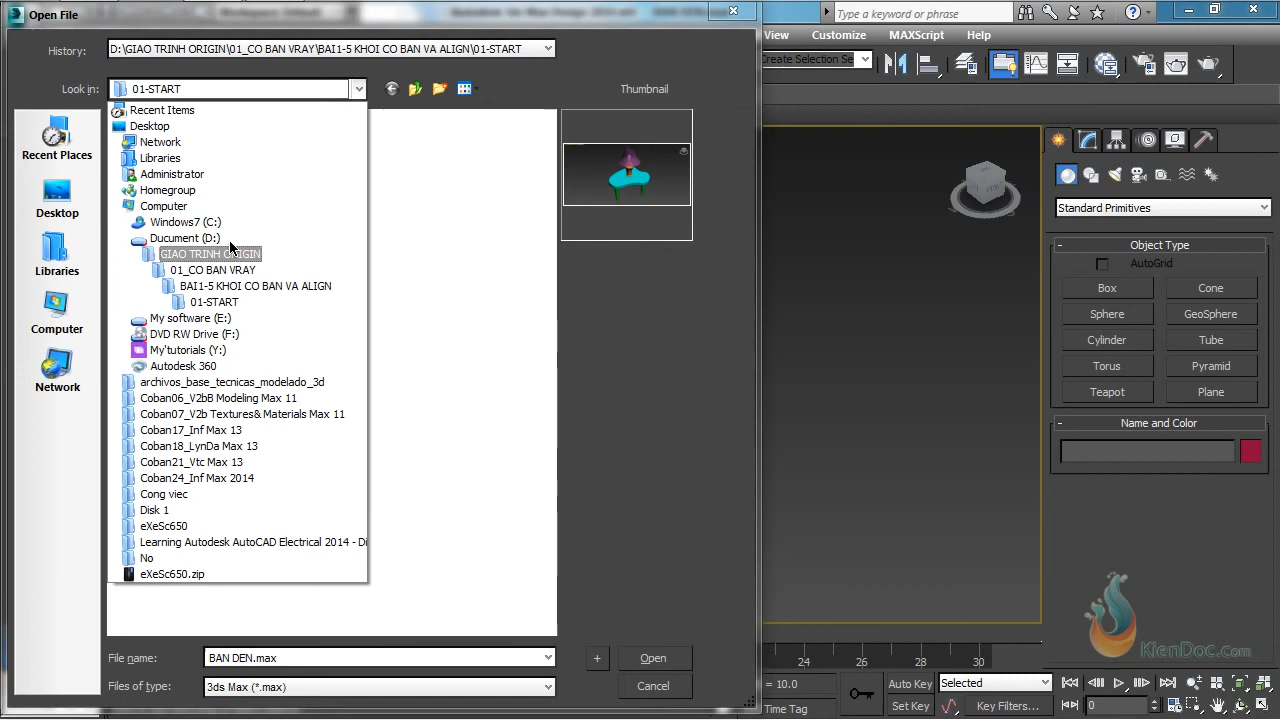 Open File
Type a keyword or phrase
View
Customize
MAXScript
Help
History:
D:\GIAO TRINH ORIGIN\01_CO BAN VRAY\BAI1-5 KHOI CO BAN VA ALIGN\01-START
Create Selection Se
Look in:
01-START
Thumbnail
Recent Items
Desktop
Network
Libraries
Administrator
Homegroup
Computer
Windows7 (C:)
Ducument (D:)
GIAO TRINH ORIGIN
01_CO BAN VRAY
BAI1-5 KHOI CO BAN VA ALIGN
01-START
My software (E:)
DVD RW Drive (F:)
My'tutorials (Y:)
Autodesk 360
archivos_base_tecnicas_modelado_3d
Coban06_V2bB Modeling Max 11
Coban07_V2b Textures& Materials Max 11
Coban17_Inf Max 13
Coban18_LynDa Max 13
Coban21_Vtc Max 13
Coban24_Inf Max 2014
Cong viec
Disk 1
eXeSc650
Learning Autodesk AutoCAD Electrical 2014 - Di
No
eXeSc650.zip
Recent Places
Desktop
Libraries
Computer
Network
File name:
BAN DEN.max
+
Open
Files of type:
3ds Max (*.max)
Cancel
Standard Primitives
- Object Type
AutoGrid
Box
Cone
Sphere
GeoSphere
Cylinder
Tube
Torus
Pyramid
Teapot
Plane
- Name and Color
KienDoc.Com
24
26
28
30
= 10.0
Auto Key
Selected
Time Tag
Set Key
Key Filters...
0